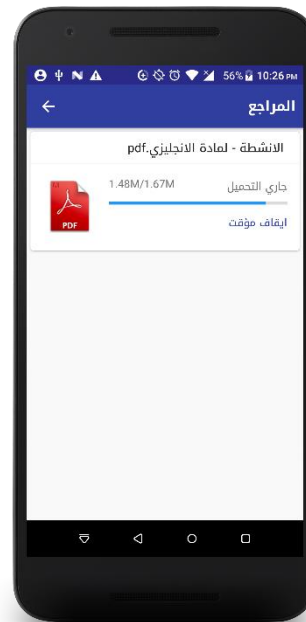 56% 10:26 PM
المراجع
الانشطة - لمادة الانجليزي.pdf
جاري التحميل 1.48M/1.67M
ايقاف مؤقت
PDF